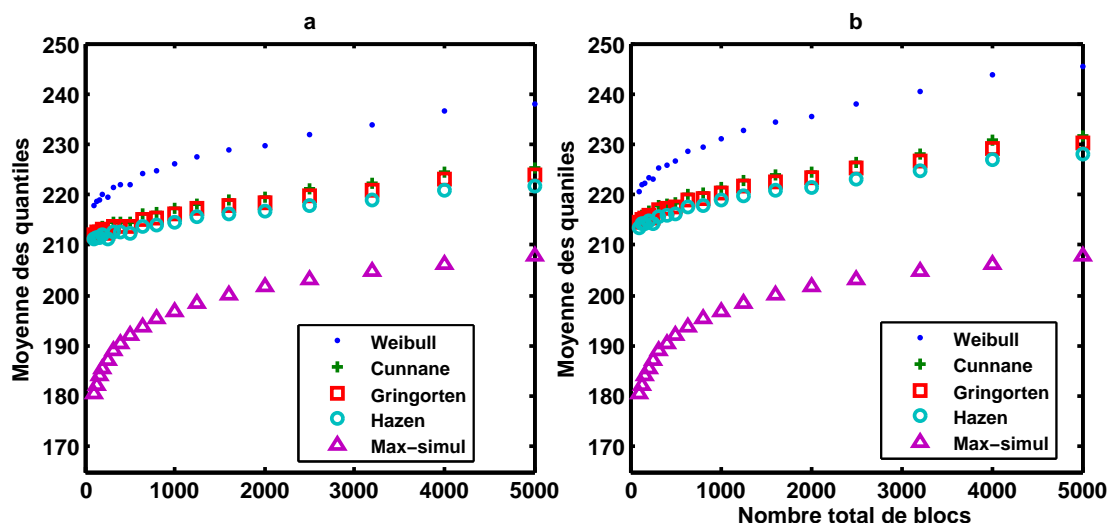 a
250
240
230
220
210
200
190
180
170
Moyenne des quantiles
0 1000 2000 3000 4000 5000
Weibull
Cunnane
Gringorten
Hazen
Max-simul
b
250
240
230
220
210
200
190
180
170
Moyenne des quaniles
0 1000 2000 3000 4000 5000
Nombre total de blocs
Weibull
Cunnane
Gringorten
Hazen
Max-simul